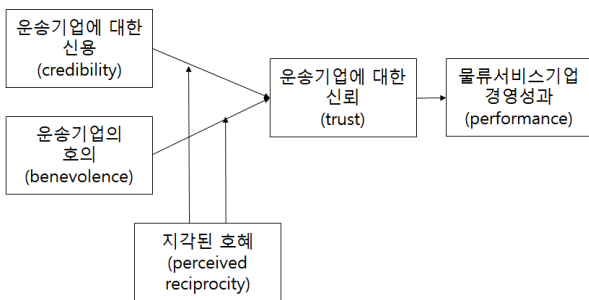 운송기업에 대한
신용
(credibility)
운송기업의
호의
(benevolence)
운송기업에 대한
신뢰
(trust)
물류서비스기업
경영성과
(performance)
지각된 호혜
(perceived
reciprocity)